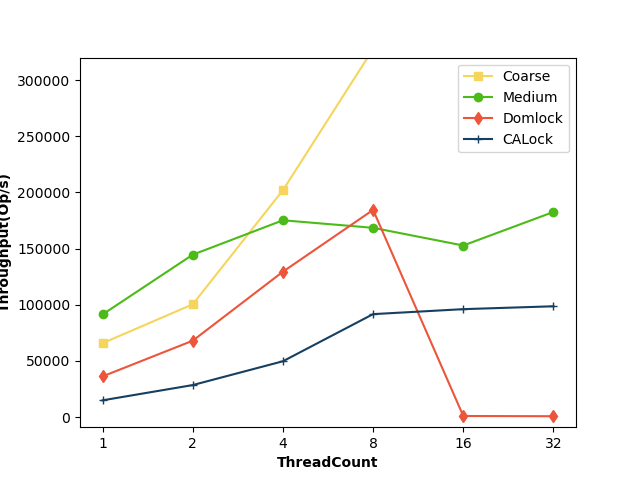 300000
250000
200000
150000
100000
50000
0
Throughput(Op/s)
1 2 4 8 16 32
ThreadCount
Coarse
Medium
Domlock
CALock